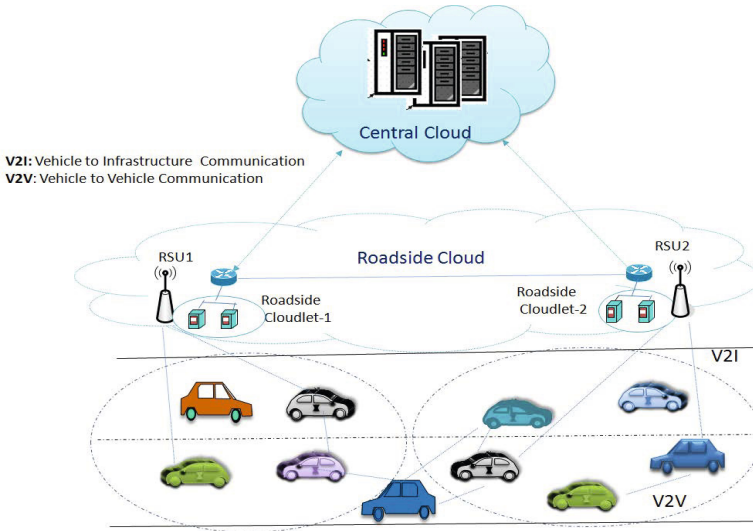 Central Cloud
V2I: Vehicle to Infrastructure Communication
V2V: Vehicle to Vehicle Communication
RSU1
Roadside Cloud
RSU2
Roadside
Cloudlet-1
Roadside
Cloudlet-2
V2I
V2V